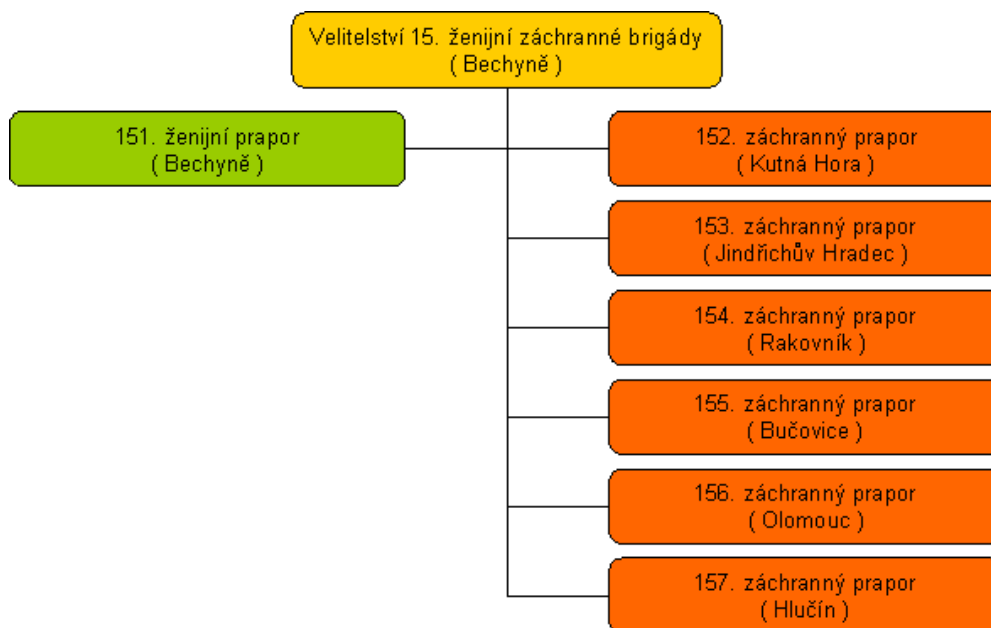 Velitelství 15. ženijní záchranné brigády
( Bechyně )
151. ženijní prapor
( Bechyně )
152. záchranný prapor
( Kutná Hora )
153. záchranný prapor
( Jindřichův Hradec )
154. záchranný prapor
( Rakovník )
155. záchranný prapor
( Bučovice )
156. záchranný prapor
( Olomouc )
157. záchranný prapor
( Hlučín )